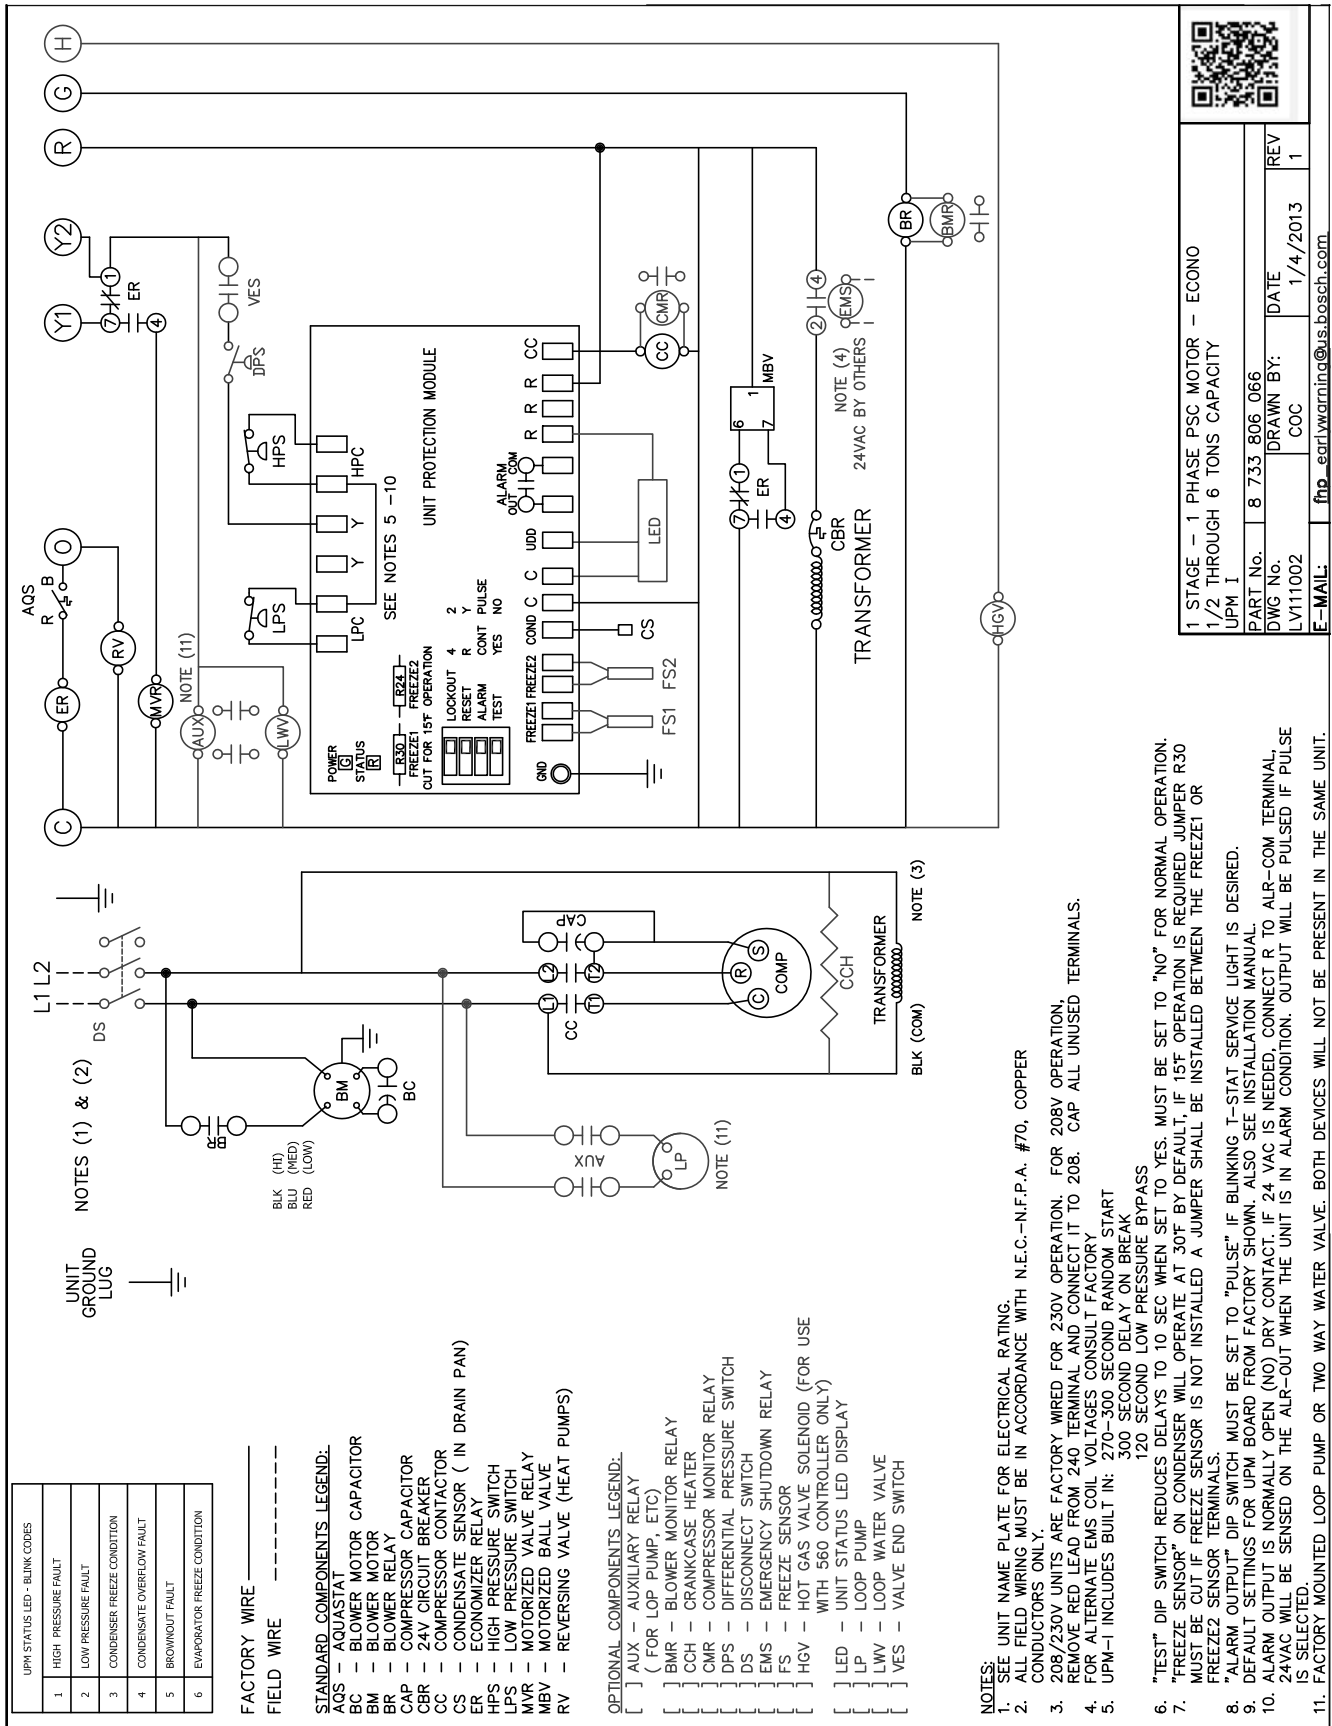 UPM STATUS LED - BLINK CODES
1 HIGH PRESSURE FAULT
2 LOW PRESSURE FAULT
3 CONDENSER FREEZE CONDITION
4 CONDENSATE OVERFLOW FAULT
5 BROWNOUT FAULT
6 EVAPORATOR FREEZE CONDITION
FACTORY WIRE
FIELD WIRE
STANDARD COMPONENTS LEGEND:
AQS – AQUASTAT
BC – BLOWER MOTOR CAPACITOR
BM – BLOWER MOTOR
BR – BLOWER RELAY
CAP – COMPRESSOR CAPACITOR
CBR – 24V CIRCUIT BREAKER
CC – COMPRESSOR CONTACTOR
CS – CONDENSATE SENSOR ( IN DRAIN PAN)
ER – ECONOMIZER RELAY
HPS – HIGH PRESSURE SWITCH
LPS – LOW PRESSURE SWITCH
MVR – MOTORIZED VALVE RELAY
MBV – MOTORIZED BALL VALVE
RV – REVERSING VALVE (HEAT PUMPS)
OPTIONAL COMPONENTS LEGEND:
[ ] AUX – AUXILIARY RELAY
( FOR LOP PUMP, ETC)
[ ] BMR – BLOWER MONITOR RELAY
[ ] CCH – CRANKCASE HEATER
[ ] CMR – COMPRESSOR MONITOR RELAY
[ ] DPS – DIFFERENTIAL PRESSURE SWITCH
[ ] DS – DISCONNECT SWITCH
[ ] EMS – EMERGENCY SHUTDOWN RELAY
[ ] FS – FREEZE SENSOR
[ ] HGV – HOT GAS VALVE SOLENOID (FOR USE
WITH 560 CONTROLLER ONLY)
[ ] LED – UNIT STATUS LED DISPLAY
[ ] LP – LOOP PUMP
[ ] LWV – LOOP WATER VALVE
[ ] VES – VALVE END SWITCH
NOTES:
1. SEE UNIT NAME PLATE FOR ELECTRICAL RATING.
2. ALL FIELD WIRING MUST BE IN ACCORDANCE WITH N.E.C.–N.F.P.A. #70, COPPER
CONDUCTORS ONLY.
3. 208/230V UNITS ARE FACTORY WIRED FOR 230V OPERATION. FOR 208V OPERATION,
REMOVE RED LEAD FROM 240 TERMINAL AND CONNECT IT TO 208. CAP ALL UNUSED TERMINALS.
4. FOR ALTERNATE EMS COIL VOLTAGES CONSULT FACTORY
5. UPM–I INCLUDES BUILT IN: 270–300 SECOND RANDOM START
300 SECOND DELAY ON BREAK
120 SECOND LOW PRESSURE BYPASS
6. "TEST" DIP SWITCH REDUCES DELAYS TO 10 SEC WHEN SET TO YES. MUST BE SET TO "NO" FOR NORMAL OPERATION.
7. "FREEZE SENSOR" ON CONDENSER WILL OPERATE AT 30°F BY DEFAULT, IF 15°F OPERATION IS REQUIRED JUMPER R30
MUST BE CUT IF FREEZE SENSOR IS NOT INSTALLED A JUMPER SHALL BE INSTALLED BETWEEN THE FREEZE1 OR
FREEZE2 SENSOR TERMINALS.
8. "ALARM OUTPUT" DIP SWITCH MUST BE SET TO "PULSE" IF BLINKING T–STAT SERVICE LIGHT IS DESIRED.
9. DEFAULT SETTINGS FOR UPM BOARD FROM FACTORY SHOWN. ALSO SEE INSTALLATION MANUAL.
10. ALARM OUTPUT IS NORMALLY OPEN (NO) DRY CONTACT. IF 24 VAC IS NEEDED, CONNECT R TO ALR–COM TERMINAL,
24VAC WILL BE SENSED ON THE ALR–OUT WHEN THE UNIT IS IN ALARM CONDITION. OUTPUT WILL BE PULSED IF PULSE
IS SELECTED.
11. FACTORY MOUNTED LOOP PUMP OR TWO WAY WATER VALVE. BOTH DEVICES WILL NOT BE PRESENT IN THE SAME UNIT.
UNIT
GROUND
LUG
NOTES (1) & (2)
L1 L2
DS
BR
BLK (HI)
BLU (MED)
RED (LOW)
BM
BC
AUX
LP
NOTE (11)
L1 L2
CC
T1 T2
CAP
C R S
COMP
CCH
TRANSFORMER
BLK (COM)
NOTE (3)
C
ER
R AQS B
O
Y1
Y2
R
G
H
RV
MVR
7 1
ER
4
NOTE (11)
AUX
LWV
DPS
VES
LPS
HPS
LPC
Y
Y
HPC
SEE NOTES 5 –10
UNIT PROTECTION MODULE
POWER
G
STATUS
R
R30
FREEZE1
R24
FREEZE2
CUT FOR 15°F OPERATION
LOCKOUT 4 2
RESET R Y
ALARM CONT PULSE
TEST YES NO
GND
FREEZE1
FREEZE2
COND
C
C
UDD
ALARM
OUT COM
R
R
R
CC
FS1
FS2
CS
LED
CC
CMR
7 1
ER
4
6 1
7
MBV
TRANSFORMER
CBR
NOTE (4)
24VAC BY OTHERS
2 4
EMS
BR
BMR
HGV
1 STAGE – 1 PHASE PSC MOTOR – ECONO
1/2 THROUGH 6 TONS CAPACITY
UPM I
PART No. 8 733 806 066
DWG No. DRAWN BY: DATE REV
LV111002 COC 1/4/2013 1
E–MAIL: fhp_earlywarning@us.bosch.com